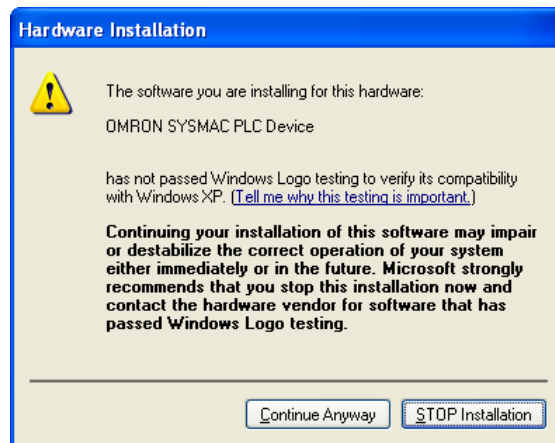 Hardware Installation
The software you are installing for this hardware:
OMRON SYSMAC PLC Device
has not passed Windows Logo testing to verify its compatibility
with Windows XP. (Tell me why this testing is important.)
Continuing your installation of this software may impair
or destabilize the correct operation of your system
either immediately or in the future. Microsoft strongly
recommends that you stop this installation now and
contact the hardware vendor for software that has
passed Windows Logo testing.
Continue Anyway
STOP Installation